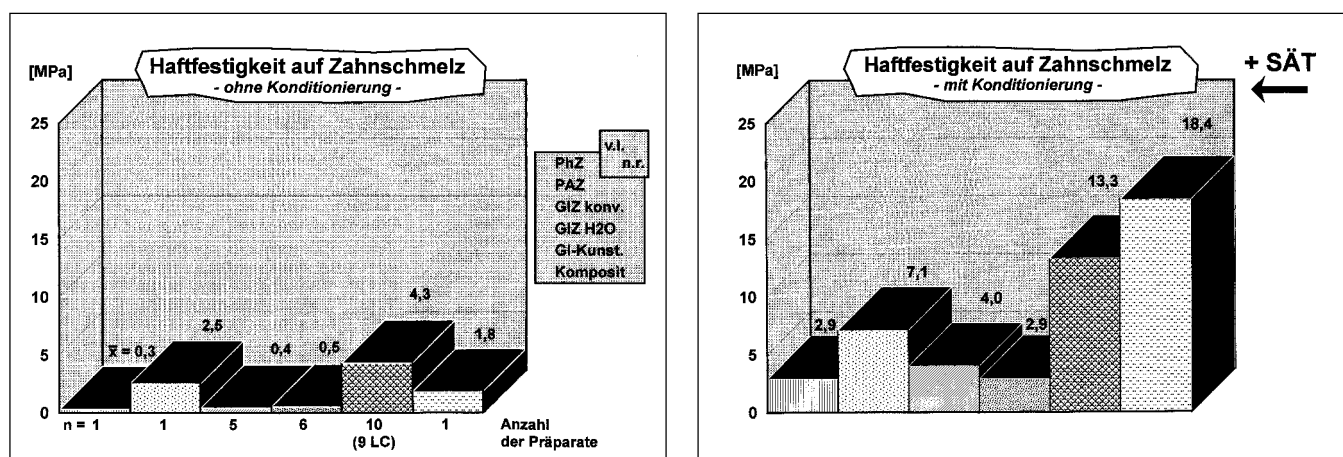 Haftfestigkeit auf Zahnschmelz
- ohne Konditionierung -
[MPa]
25
20
15
10
5
0
v.l.
n.r.
PhZ
PAZ
GIZ konv.
GIZ H2O
GI-Kunst.
Komposit
x̅ = 0,3
2,5
0,4
0,5
4,3
1,8
n = 1 1 5 6 10 1
(9 LC)
Anzahl
der Präparate
Haftfestigkeit auf Zahnschmelz
- mit Konditionierung -
+ SÄT
[MPa]
25
20
15
10
5
0
2,9
7,1
4,0
2,9
13,3
18,4